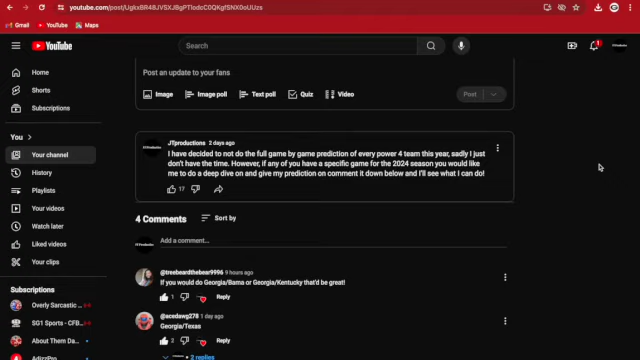 youtube.com/post/UgkxBR48JVSXJBgPTIodcC0QKgfSNX0oUUzs
Gmail
YouTube
Maps
YouTube
Search
Home
Shorts
Subscriptions
You
Your channel
History
Playlists
Your videos
Watch later
Liked videos
Your clips
Subscriptions
Overly Sarcastic ...
SG1 Sports - CFB...
About Them Da...
AdizzPro
Post an update to your fans
Image
Image poll
Text poll
Quiz
Video
Post
JTproductions 2 days ago
I have decided to not do the full game by game prediction of every power 4 team this year, sadly I just
don't have the time. However, if any of you have a specific game for the 2024 season you would like
me to do a deep dive on and give my prediction on comment it down below and I'll see what I can do!
17
4 Comments
Sort by
Add a comment...
@treebeardthebear9996 9 hours ago
If you would do Georgia/Bama or Georgia/Kentucky that'd be great!
1
Reply
@acedawg278 1 day ago
Georgia/Texas
2
Reply
2 replies